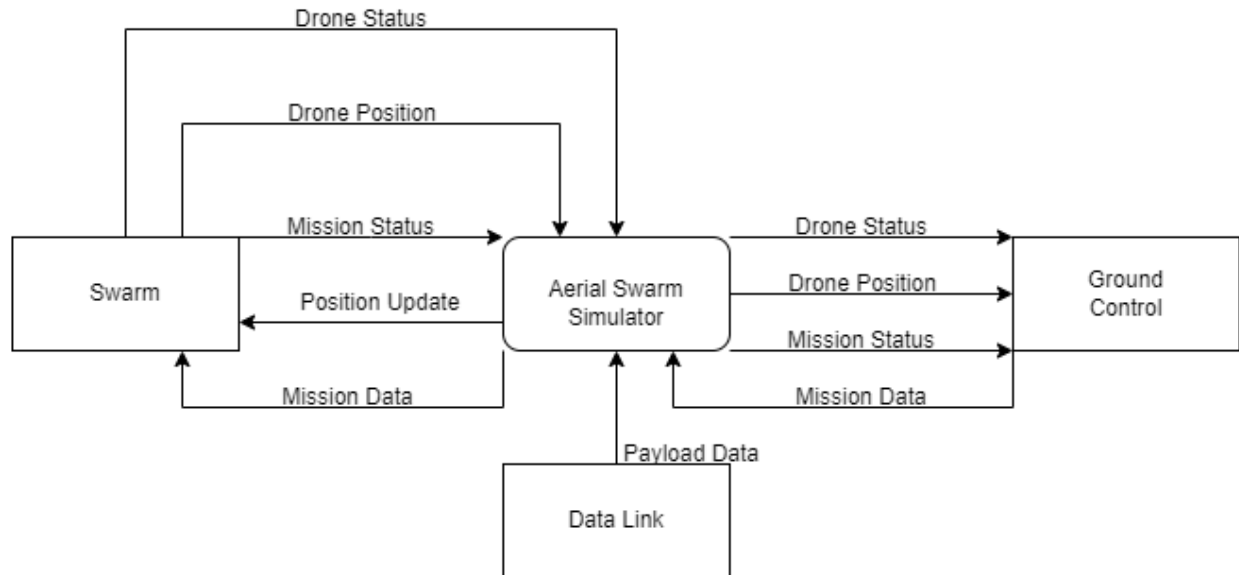 Drone Status
Drone Position
Mission Status
Drone Status
Swarm
Position Update
Aerial Swarm
Simulator
Drone Position
Ground
Control
Mission Status
Mission Data
Mission Data
Payload Data
Data Link